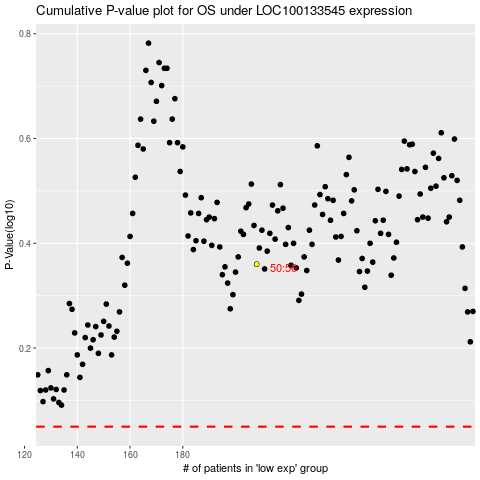 Cumulative P-value plot for OS under LOC100133545 expression
P-Value(log10)
0.8
0.6
0.4
0.2
50:50
120 140 160 180
# of patients in 'low exp' group